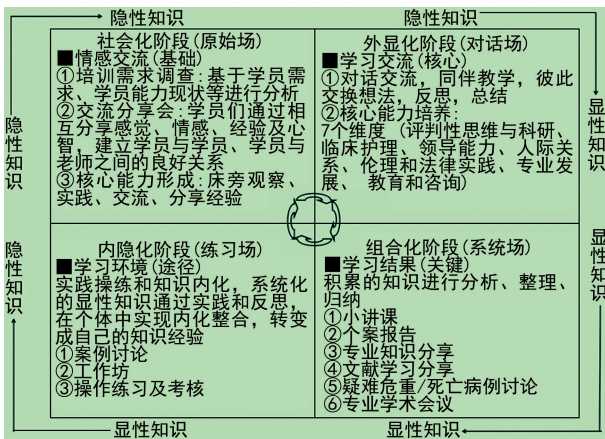 隐性知识
隐性知识
隐性知识
社会化阶段(原始场)
■情感交流(基础)
①培训需求调查:基于学员需
求、学员能力现状等进行分析
②交流分享会:学员们通过相
互分享感觉、情感、经验及心
智，建立学员与学员、学员与
老师之间的良好关系
③核心能力形成:床旁观察、
实践、交流、分享经验
外显化阶段(对话场)
■学习交流(核心)
①对话交流，同伴教学，彼此
交换想法，反思，总结
②核心能力培养:
7个维度 (评判性思维与科研、
临床护理、领导能力、人际关
系、伦理和法律实践、专业发
展、教育和咨询)
显性知识
隐性知识
内隐化阶段(练习场)
■学习环境(途径)
实践操练和知识内化，系统化
的显性知识通过实践和反思，
在个体中实现内化整合，转变
成自己的知识经验
①案例讨论
②工作坊
③操作练习及考核
组合化阶段(系统场)
■学习结果(关键)
积累的知识进行分析、整理、
归纳
①小讲课
②个案报告
③专业知识分享
④文献学习分享
⑤疑难危重/死亡病例讨论
⑥专业学术会议
显性知识
显性知识
显性知识